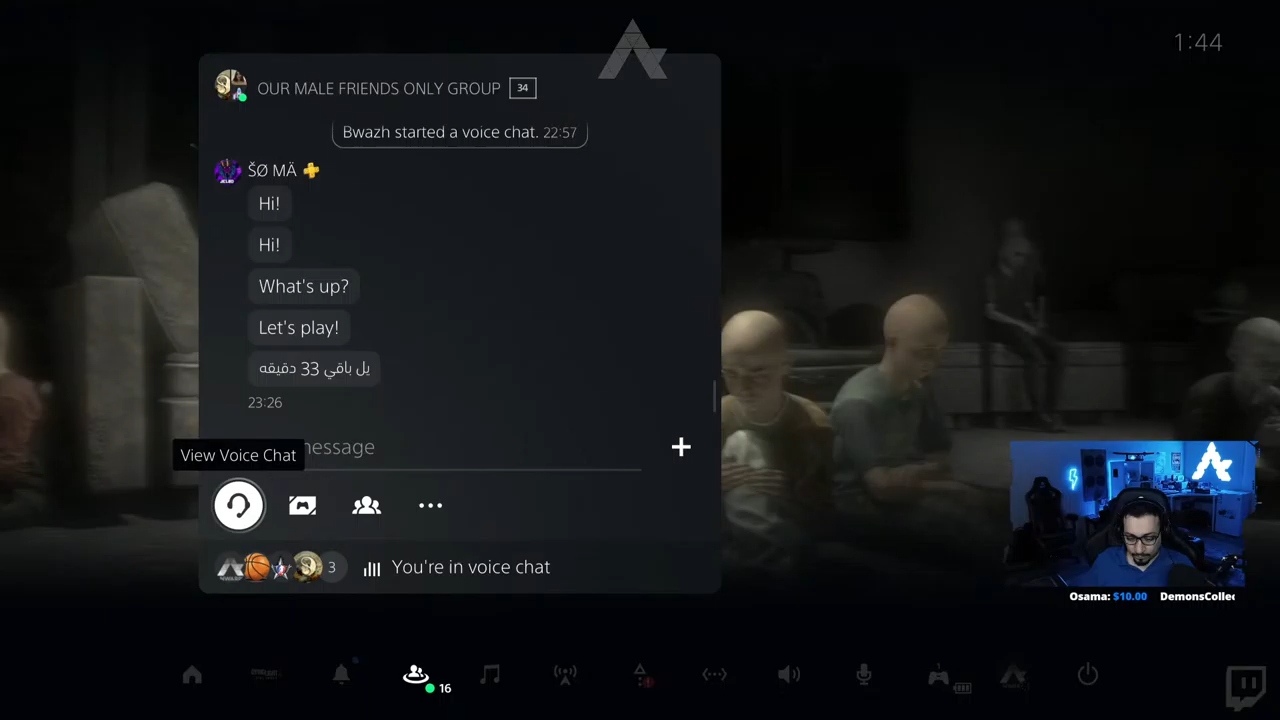 1:44
OUR MALE FRIENDS ONLY GROUP 34
Bwazh started a voice chat. 22:57
ŠØ MÄ
Hi!
Hi!
What's up?
Let's play!
يل باقي 33 دقيقه
23:26
message
View Voice Chat
3 You're in voice chat
Osama: $10.00 DemonsCollec
16